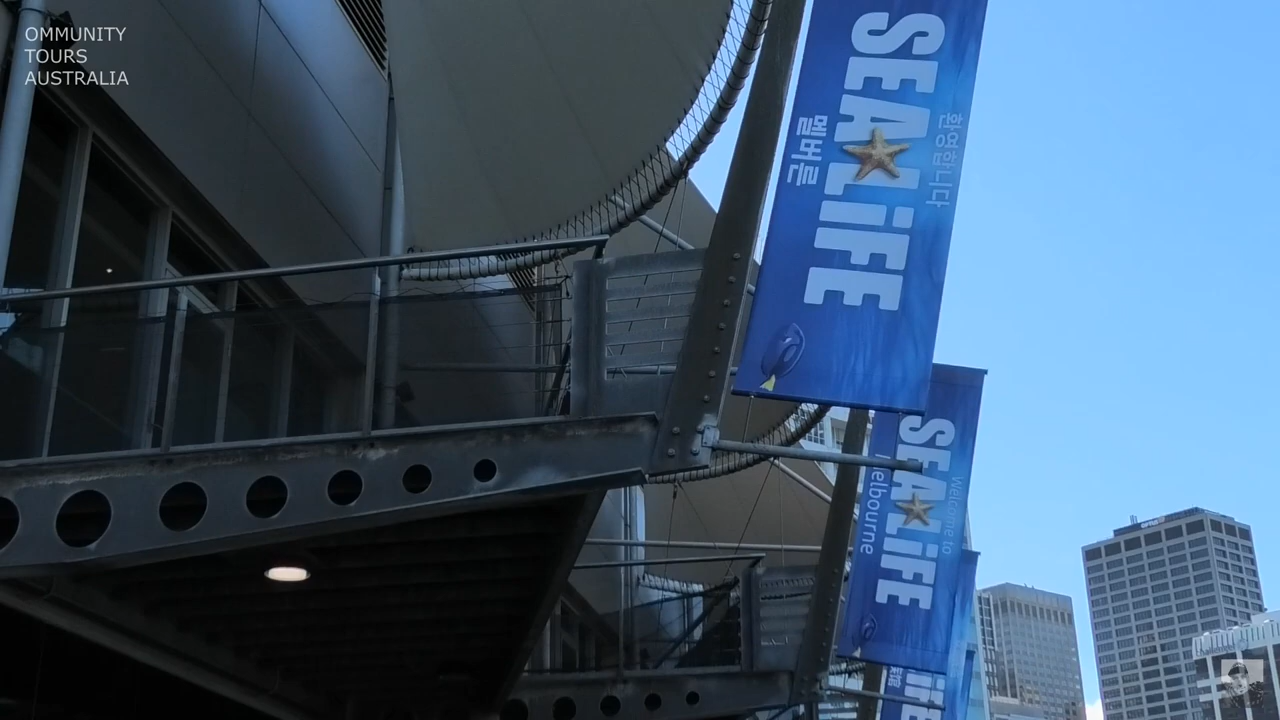 OMMUNITY
TOURS
AUSTRALIA
환영합니다
SEA LiFE
멜버른
Welcome to
SEA LiFE
Melbourne